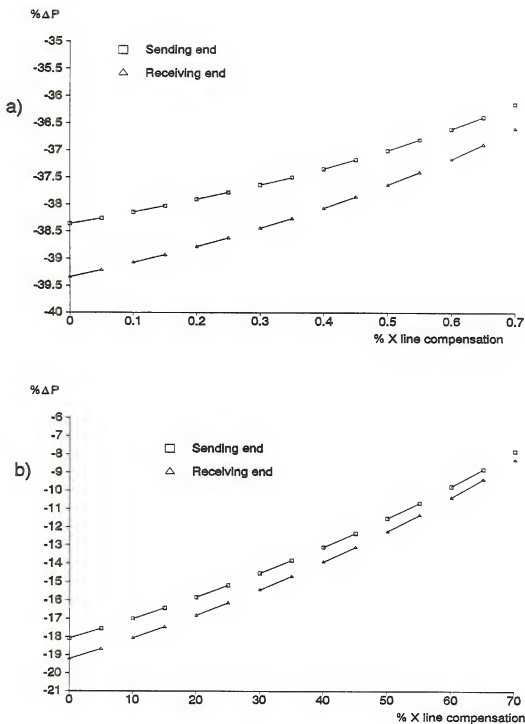 %ΔP
-35
-35.5
-36
-36.5
-37
-37.5
-38
-38.5
-39
-39.5
-40
a)
Sending end
Receiving end
0 0.1 0.2 0.3 0.4 0.5 0.6 0.7
% X line compensation
%ΔP
-6
-7
-8
-9
-10
-11
-12
-13
-14
-15
-16
-17
-18
-19
-20
-21
b)
Sending end
Receiving end
0 10 20 30 40 50 60 70
% X line compensation